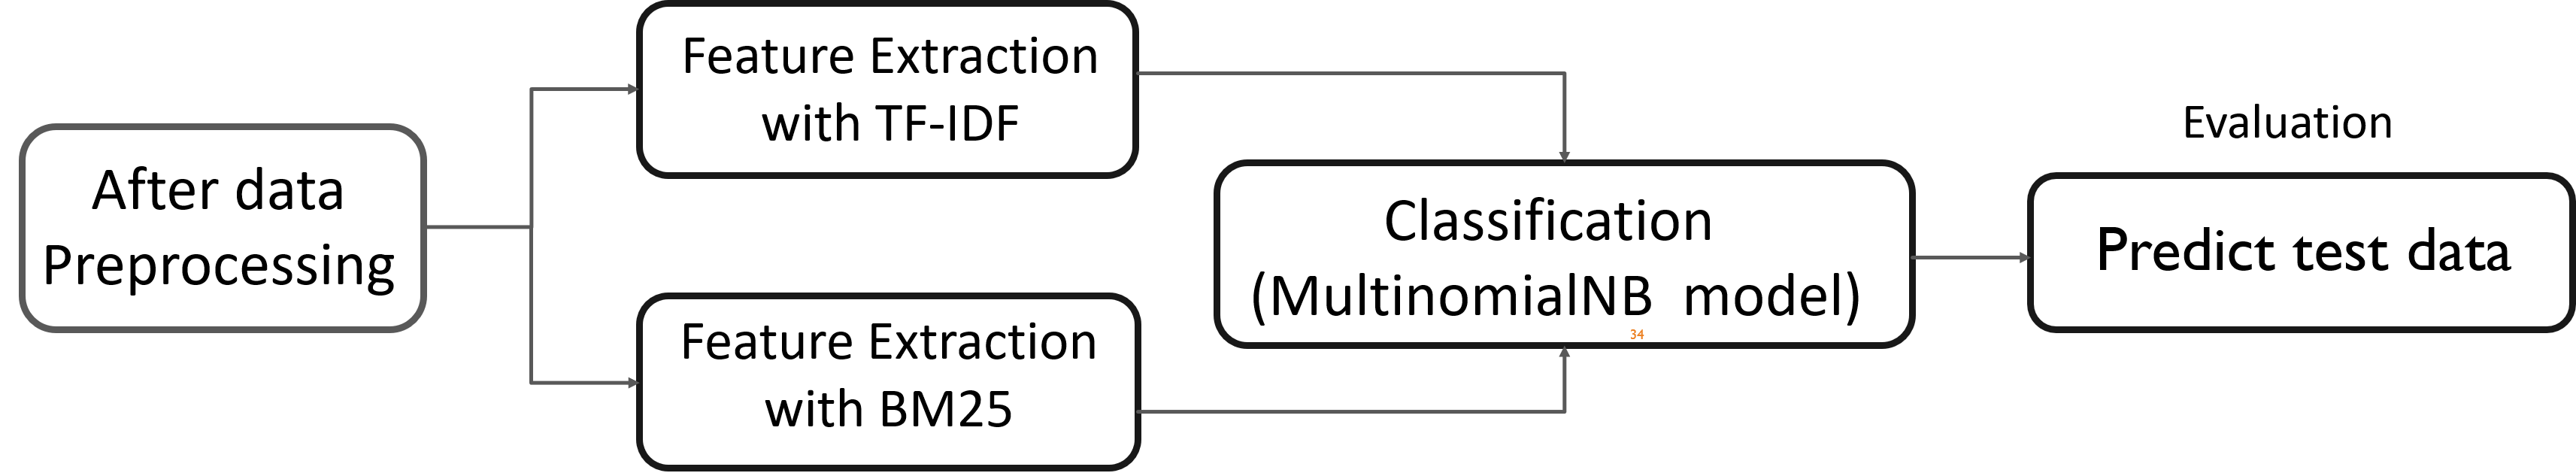 After data
Preprocessing
Feature Extraction
with TF-IDF
Feature Extraction
with BM25
Classification
(MultinomialNB  model)
34
Evaluation
Predict test data